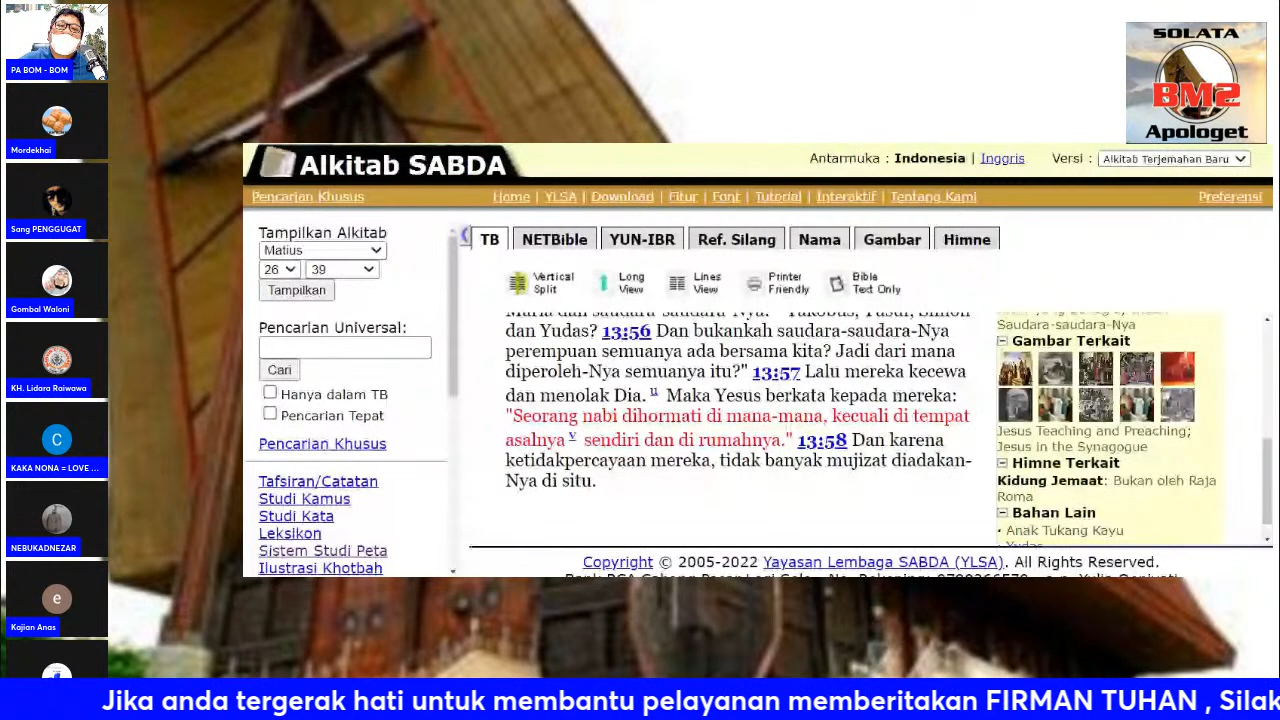 PA BOM - BOM
Mordekhai
Sang PENGGUGAT
Gombal Waloni
KH. Lidara Raiwawa
C
KAKA NONA = LOVE ...
NEBUKADNEZAR
e
Kajian Anas
SOLATA
BM2
Apologet
Alkitab SABDA
Antarmuka : Indonesia | Inggris Versi : Alkitab Terjemahan Baru
Pencarian Khusus Home | YLSA | Download | Fitur | Font | Tutorial | Interaktif | Tentang Kami Preferensi
Tampilkan Alkitab
Matius
26 39
Tampilkan
Pencarian Universal:
Cari
Hanya dalam TB
Pencarian Tepat
Pencarian Khusus
Tafsiran/Catatan
Studi Kamus
Studi Kata
Leksikon
Sistem Studi Peta
Ilustrasi Khotbah
TB NETBible YUN-IBR Ref. Silang Nama Gambar Himne
Vertical Split Long View Lines View Printer Friendly Bible Text Only
Maria dan saudara-saudara-Nya: Yakobus, Yusuf, Simon
dan Yudas? 13:56 Dan bukankah saudara-saudara-Nya
perempuan semuanya ada bersama kita? Jadi dari mana
diperoleh-Nya semuanya itu?" 13:57 Lalu mereka kecewa
dan menolak Dia. u Maka Yesus berkata kepada mereka:
"Seorang nabi dihormati di mana-mana, kecuali di tempat
asalnya v sendiri dan di rumahnya." 13:58 Dan karena
ketidakpercayaan mereka, tidak banyak mujizat diadakan-
Nya di situ.
Saudara-saudara-Nya
Gambar Terkait
Jesus Teaching and Preaching;
Jesus in the Synagogue
Himne Terkait
Kidung Jemaat: Bukan oleh Raja
Roma
Bahan Lain
• Anak Tukang Kayu
Copyright © 2005-2022 Yayasan Lembaga SABDA (YLSA). All Rights Reserved.
Jika anda tergerak hati untuk membantu pelayanan memberitakan FIRMAN TUHAN , Silak